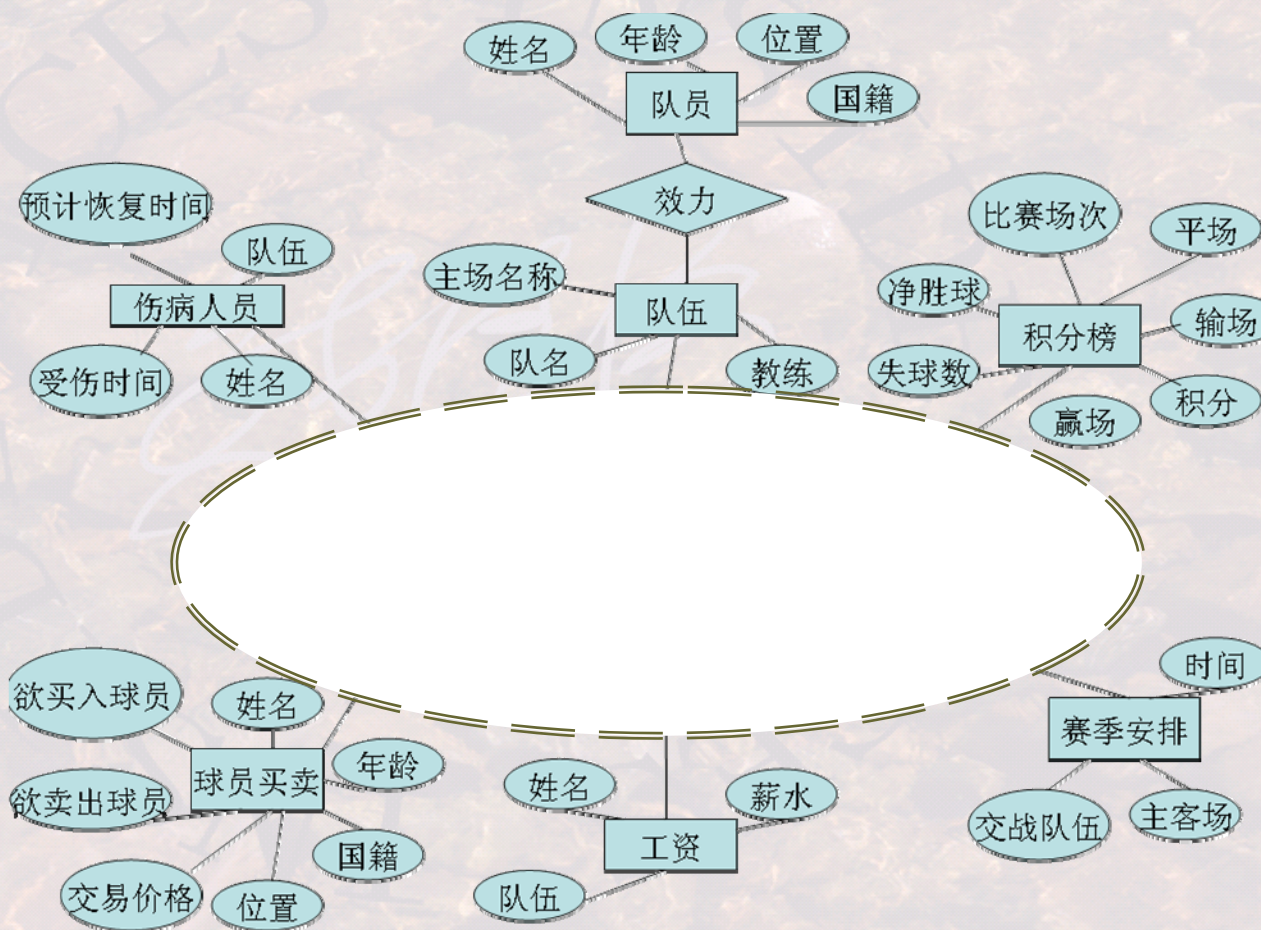 姓名
年龄
位置
国籍
队员
效力
预计恢复时间
队伍
伤病人员
受伤时间
姓名
主场名称
队伍
队名
教练
比赛场次
平场
净胜球
积分榜
输场
失球数
积分
赢场
欲买入球员
姓名
球员买卖
年龄
欲卖出球员
国籍
交易价格
位置
姓名
薪水
工资
队伍
时间
赛季安排
交战队伍
主客场